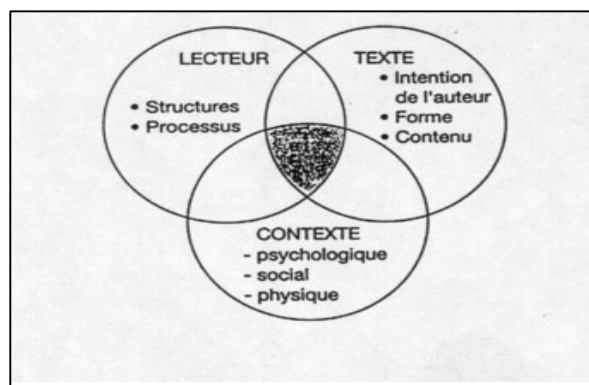 LECTEUR
• Structures
• Processus
TEXTE
• Intention
de l'auteur
• Forme
• Contenu
CONTEXTE
- psychologique
- social
- physique